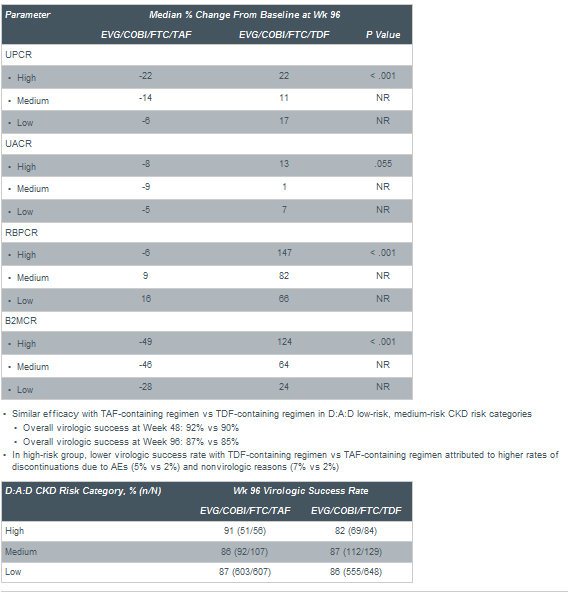 Parameter Median % Change From Baseline at Wk 96
EVG/COBI/FTC/TAF EVG/COBI/FTC/TDF P Value
UPCR
• High -22 22 < .001
• Medium -14 11 NR
• Low -6 17 NR
UACR
• High -8 13 .055
• Medium -9 1 NR
• Low -5 7 NR
RBPCR
• High -6 147 < .001
• Medium 9 82 NR
• Low 16 66 NR
B2MCR
• High -49 124 < .001
• Medium -46 64 NR
• Low -28 24 NR
• Similar efficacy with TAF-containing regimen vs TDF-containing regimen in D:A:D low-risk, medium-risk CKD risk categories
• Overall virologic success at Week 48: 92% vs 90%
• Overall virologic success at Week 96: 87% vs 85%
• In high-risk group, lower virologic success rate with TDF-containing regimen vs TAF-containing regimen attributed to higher rates of
discontinuations due to AEs (5% vs 2%) and nonvirologic reasons (7% vs 2%)
D:A:D CKD Risk Category, % (n/N) Wk 96 Virologic Success Rate
EVG/COBI/FTC/TAF EVG/COBI/FTC/TDF
High 91 (51/56) 82 (69/84)
Medium 86 (92/107) 87 (112/129)
Low 87 (603/607) 86 (555/648)